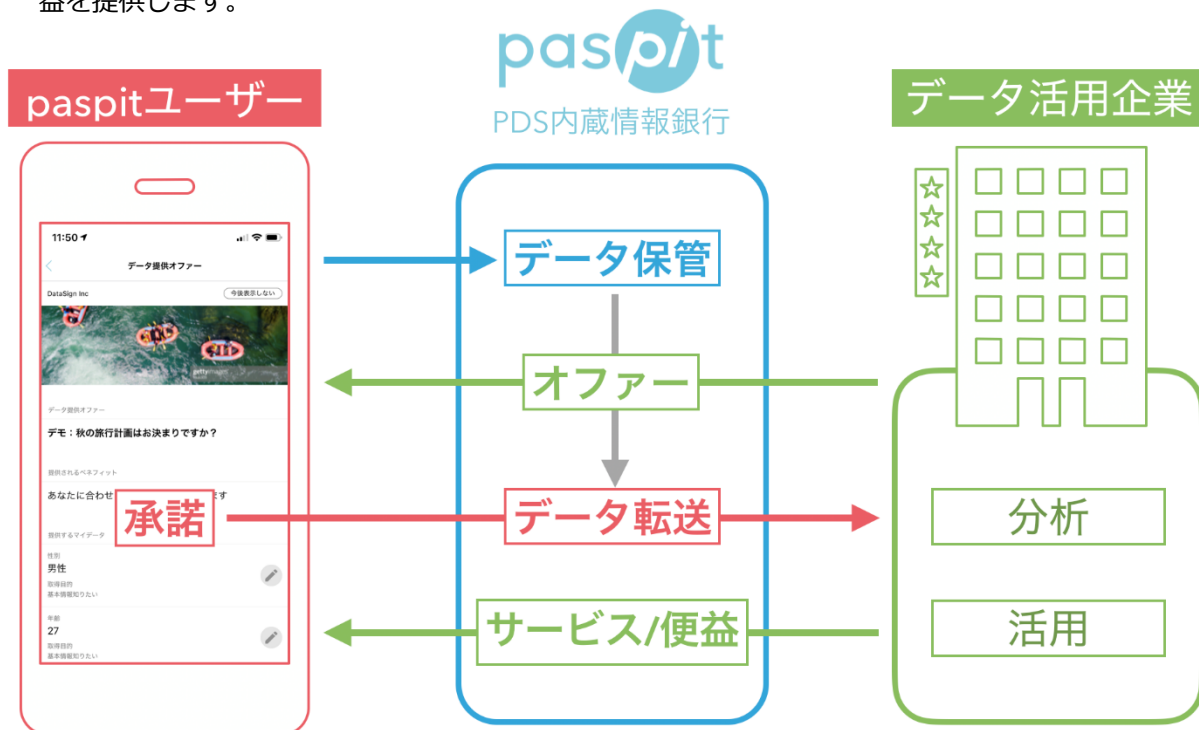 益を提供します。
paspit
PDS内蔵情報銀行
paspitユーザー
データ活用企業
11:50
データ提供オファー
DataSign Inc
今後表示しない
gettyimages
データ提供オファー
デモ：秋の旅行計画はお決まりですか？
提供されるベネフィット
あなたに合わせ
す
承諾
提供するマイデータ
性別
男性
取得目的
基本情報知りたい
年齢
27
取得目的
基本情報知りたい
データ保管
オファー
データ転送
サービス/便益
分析
活用